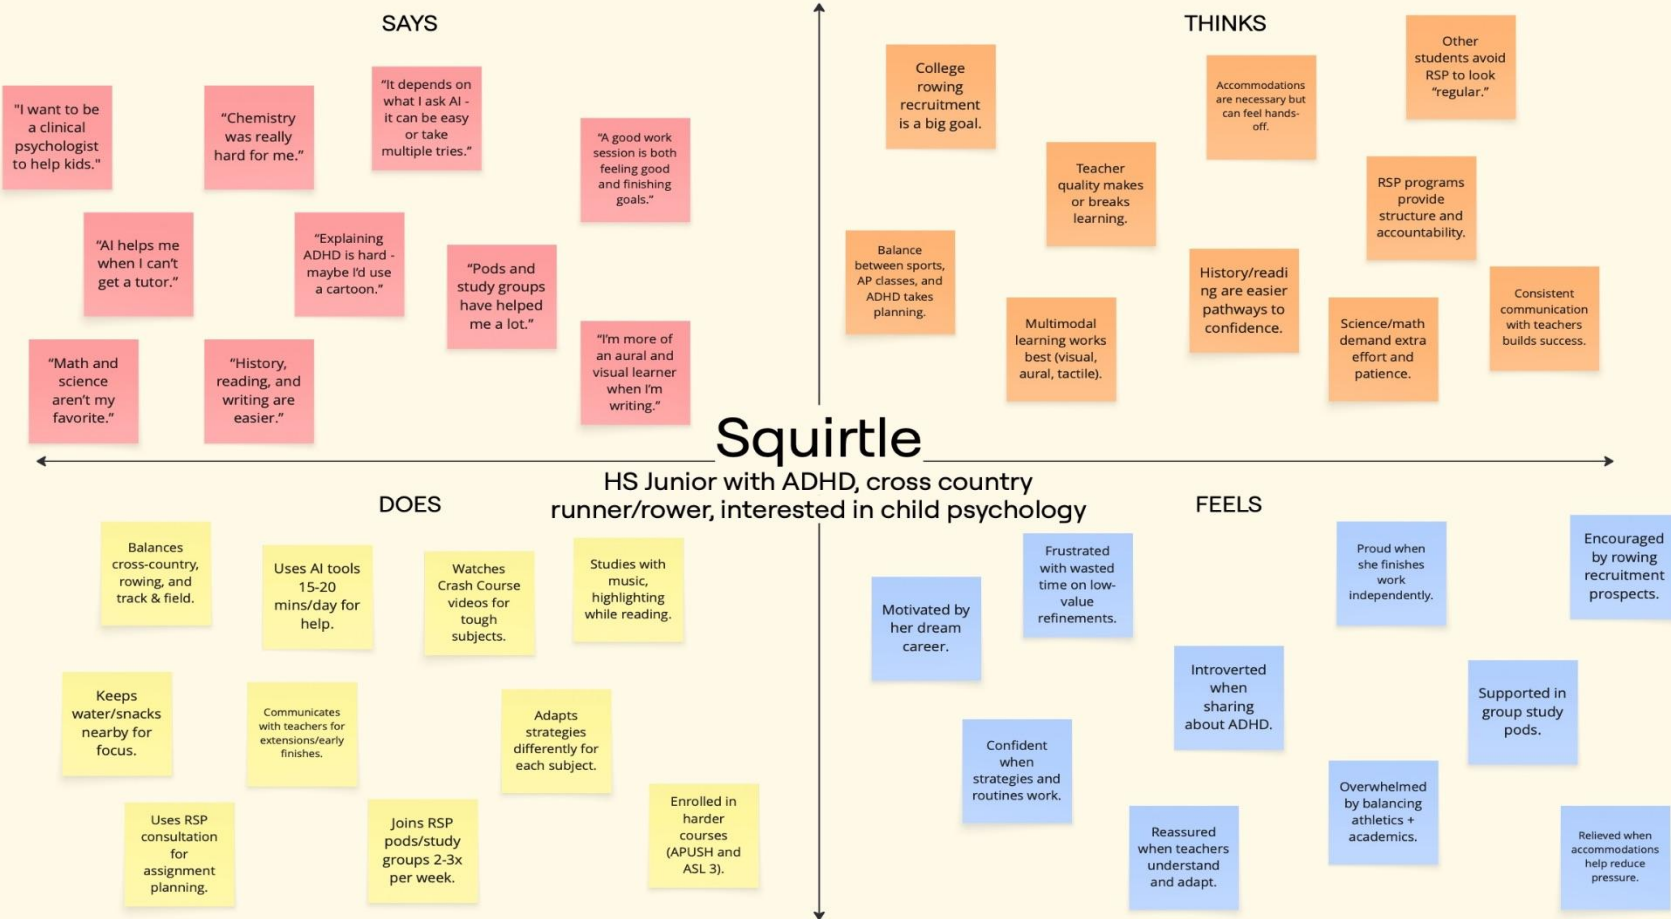 SAYS
"I want to be
a clinical
psychologist
to help kids."
“Chemistry
was really
hard for me.”
“It depends on
what I ask AI -
it can be easy
or take
multiple tries.”
“A good work
session is both
feeling good
and finishing
goals.”
“AI helps me
when I can’t
get a tutor.”
“Explaining
ADHD is hard -
maybe I’d use
a cartoon.”
“Pods and
study groups
have helped
me a lot.”
“Math and
science
aren’t my
favorite.”
“History,
reading, and
writing are
easier.”
“I’m more of
an aural and
visual learner
when I’m
writing.”
THINKS
College
rowing
recruitment
is a big goal.
Accommodations
are necessary but
can feel hands-
off.
Other
students avoid
RSP to look
“regular.”
Teacher
quality makes
or breaks
learning.
RSP programs
provide
structure and
accountability.
Balance
between sports,
AP classes, and
ADHD takes
planning.
Multimodal
learning works
best (visual,
aural, tactile).
History/readi
ng are easier
pathways to
confidence.
Science/math
demand extra
effort and
patience.
Consistent
communication
with teachers
builds success.
Squirtle
HS Junior with ADHD, cross country
runner/rower, interested in child psychology
DOES
Balances
cross-country,
rowing, and
track & field.
Uses AI tools
15-20
mins/day for
help.
Watches
Crash Course
videos for
tough
subjects.
Studies with
music,
highlighting
while reading.
Keeps
water/snacks
nearby for
focus.
Communicates
with teachers for
extensions/early
finishes.
Adapts
strategies
differently for
each subject.
Uses RSP
consultation
for
assignment
planning.
Joins RSP
pods/study
groups 2-3x
per week.
Enrolled in
harder
courses
(APUSH and
ASL 3).
FEELS
Motivated by
her dream
career.
Frustrated
with wasted
time on low-
value
refinements.
Proud when
she finishes
work
independently.
Encouraged
by rowing
recruitment
prospects.
Introverted
when
sharing
about ADHD.
Supported in
group study
pods.
Confident
when
strategies and
routines work.
Reassured
when teachers
understand
and adapt.
Overwhelmed
by balancing
athletics +
academics.
Relieved when
accommodations
help reduce
pressure.